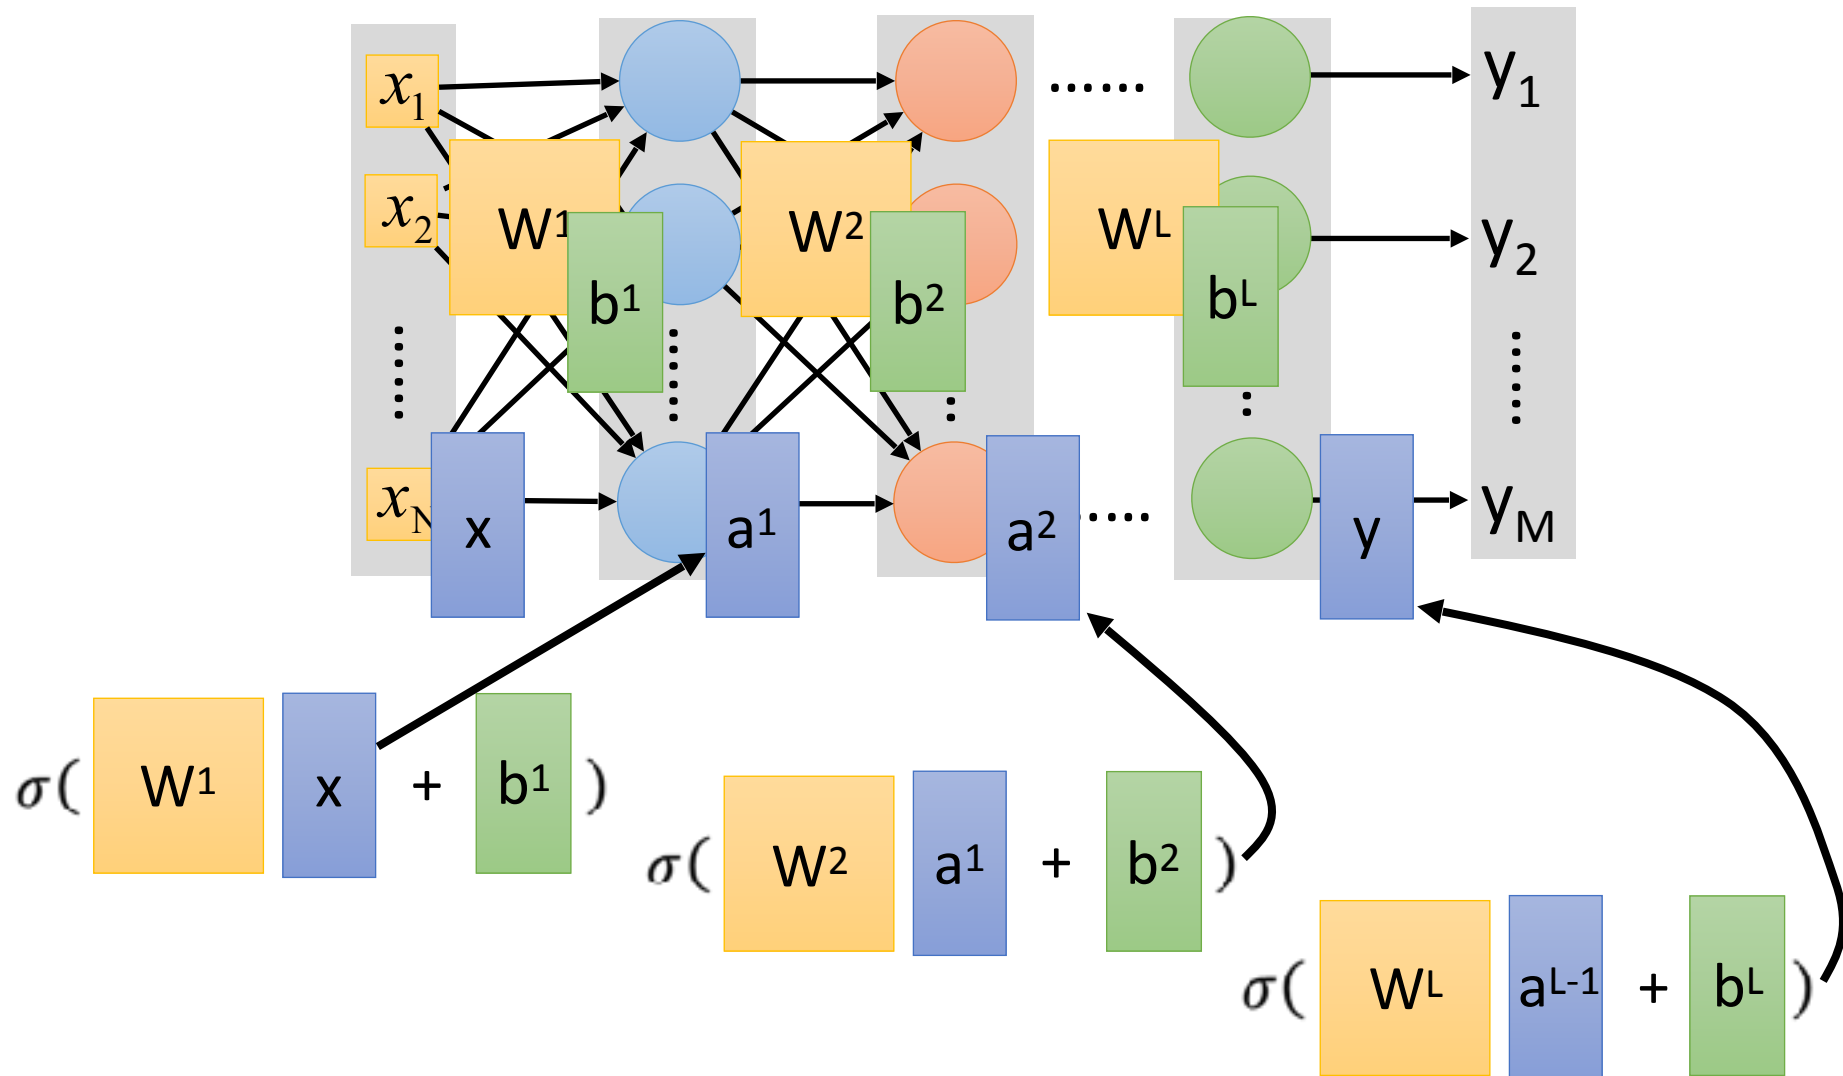 x₁
y₁
x₂
W¹
W²
Wᴸ
y₂
b¹
b²
bᴸ
xN
x
a¹
a²
y
yM
σ( W¹ x + b¹ )
σ( W² a¹ + b² )
σ( Wᴸ aᴸ⁻¹ + bᴸ )